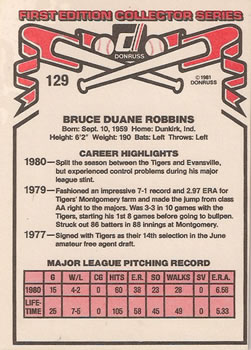 FIRST EDITION COLLECTOR SERIES
DONRUSS
129
© 1981
DONRUSS
BRUCE DUANE ROBBINS
Born: Sept. 10, 1959 Home: Dunkirk, Ind.
Height: 6'2" Weight: 190 Bats: Left Throws: Left
CAREER HIGHLIGHTS
1980—Split the season between the Tigers and Evansville,
but experienced control problems during his major
league stint.
1979—Fashioned an impressive 7-1 record and 2.97 ERA for
Tigers' Montgomery farm and made the jump from class
AA right to the majors. Was 3-3 in 10 games with the
Tigers, starting his 1st 8 games before going to bullpen.
Struck out 86 batters in 88 innings at Montgomery.
1977—Signed with Tigers as their 14th selection in the June
amateur free agent draft.
MAJOR LEAGUE PITCHING RECORD
G W/L CG HITS E.R. SO WALKS SV E.R.A.
1980 15 4-2 0 60 38 23 28 0 6.58
LIFE-
TIME 25 7-5 0 105 58 45 49 0 5.33